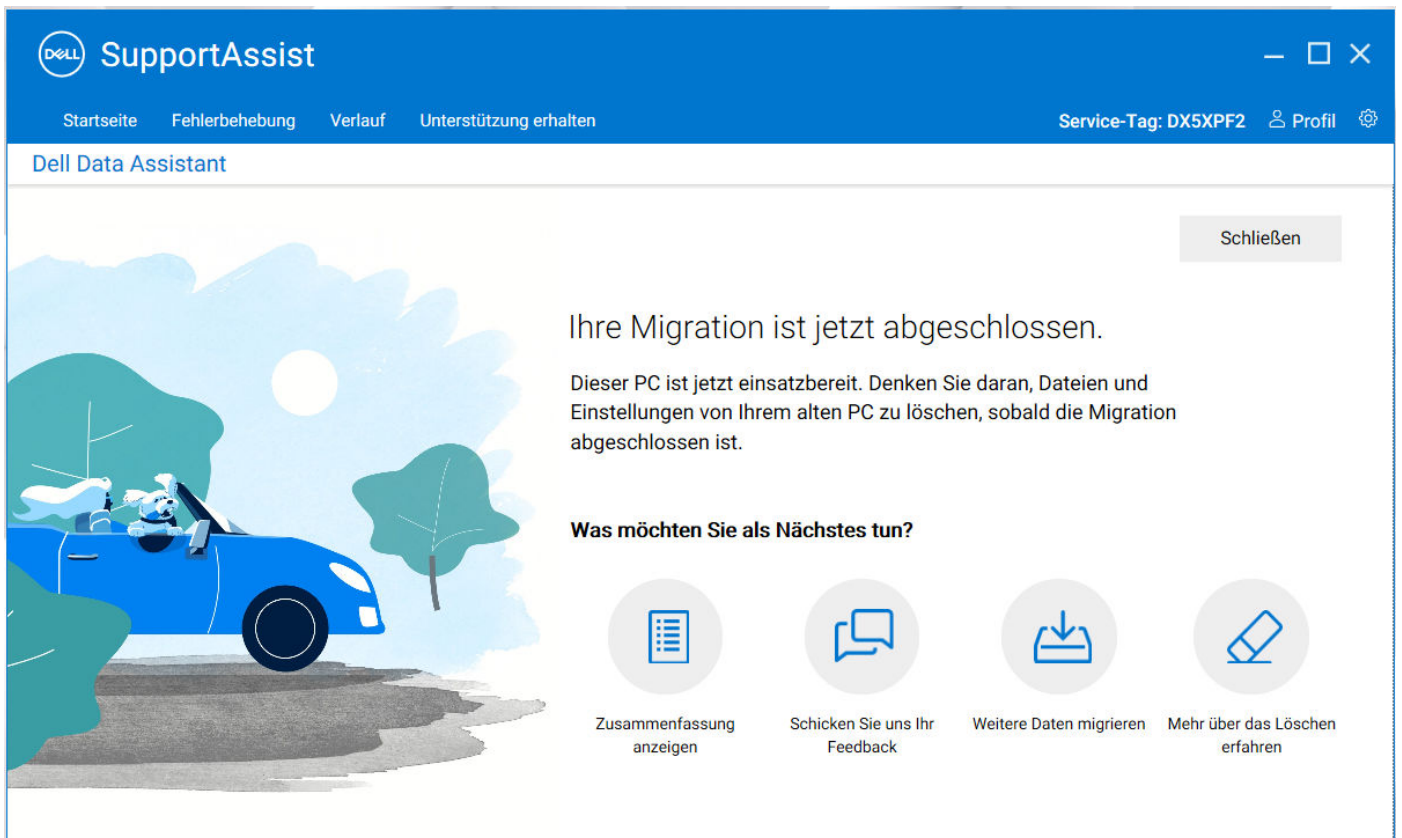 DELL SupportAssist
Startseite Fehlerbehebung Verlauf Unterstützung erhalten Service-Tag: DX5XPF2 Profil
Dell Data Assistant
Schließen
Ihre Migration ist jetzt abgeschlossen.
Dieser PC ist jetzt einsatzbereit. Denken Sie daran, Dateien und
Einstellungen von Ihrem alten PC zu löschen, sobald die Migration
abgeschlossen ist.
Was möchten Sie als Nächstes tun?
Zusammenfassung
anzeigen
Schicken Sie uns Ihr
Feedback
Weitere Daten migrieren
Mehr über das Löschen
erfahren